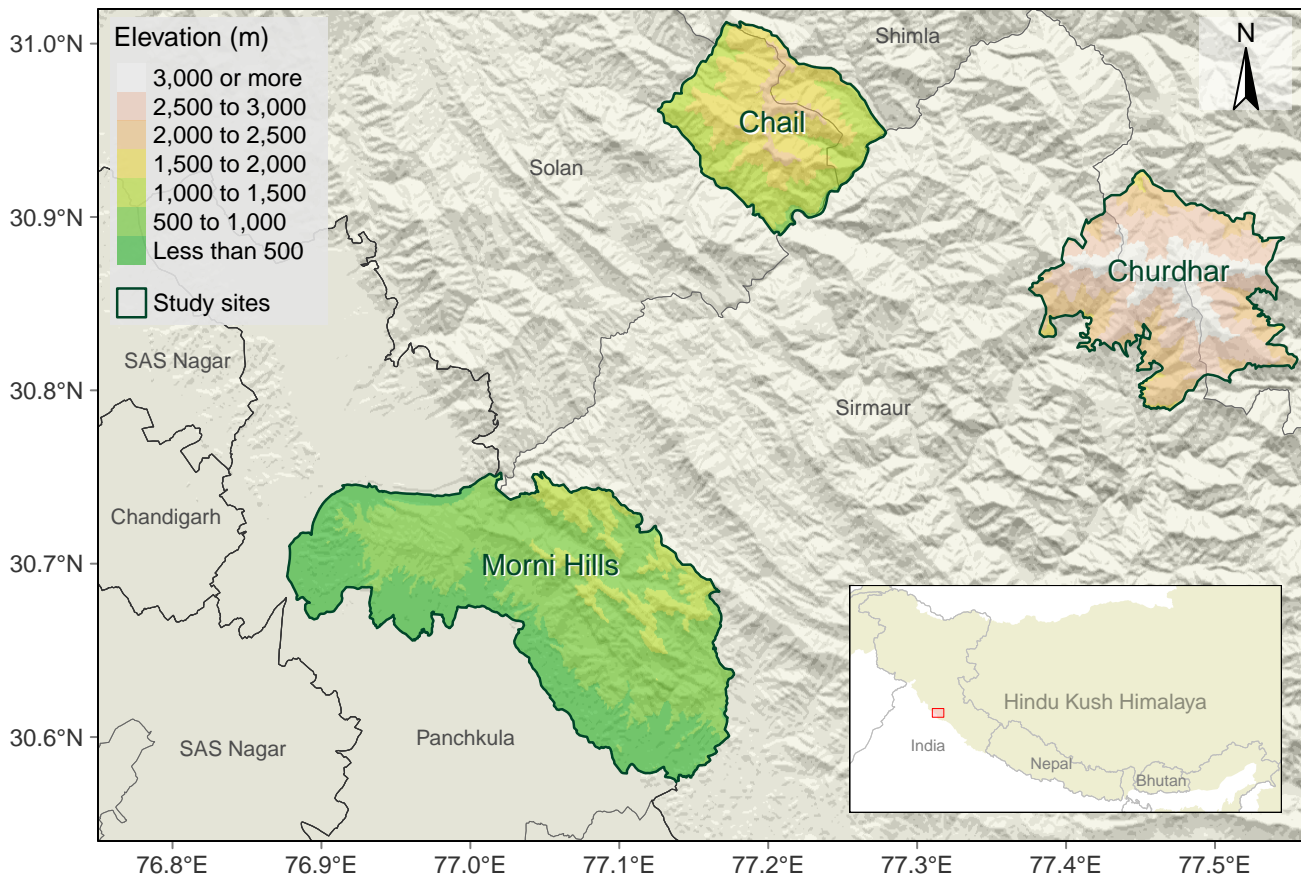 Elevation (m)
3,000 or more
2,500 to 3,000
2,000 to 2,500
1,500 to 2,000
1,000 to 1,500
500 to 1,000
Less than 500
Study sites
N
Shimla
Chail
Solan
Churdhar
SAS Nagar
Sirmaur
Chandigarh
Morni Hills
SAS Nagar
Panchkula
Hindu Kush Himalaya
India
Nepal
Bhutan
31.0°N
30.9°N
30.8°N
30.7°N
30.6°N
76.8°E
76.9°E
77.0°E
77.1°E
77.2°E
77.3°E
77.4°E
77.5°E